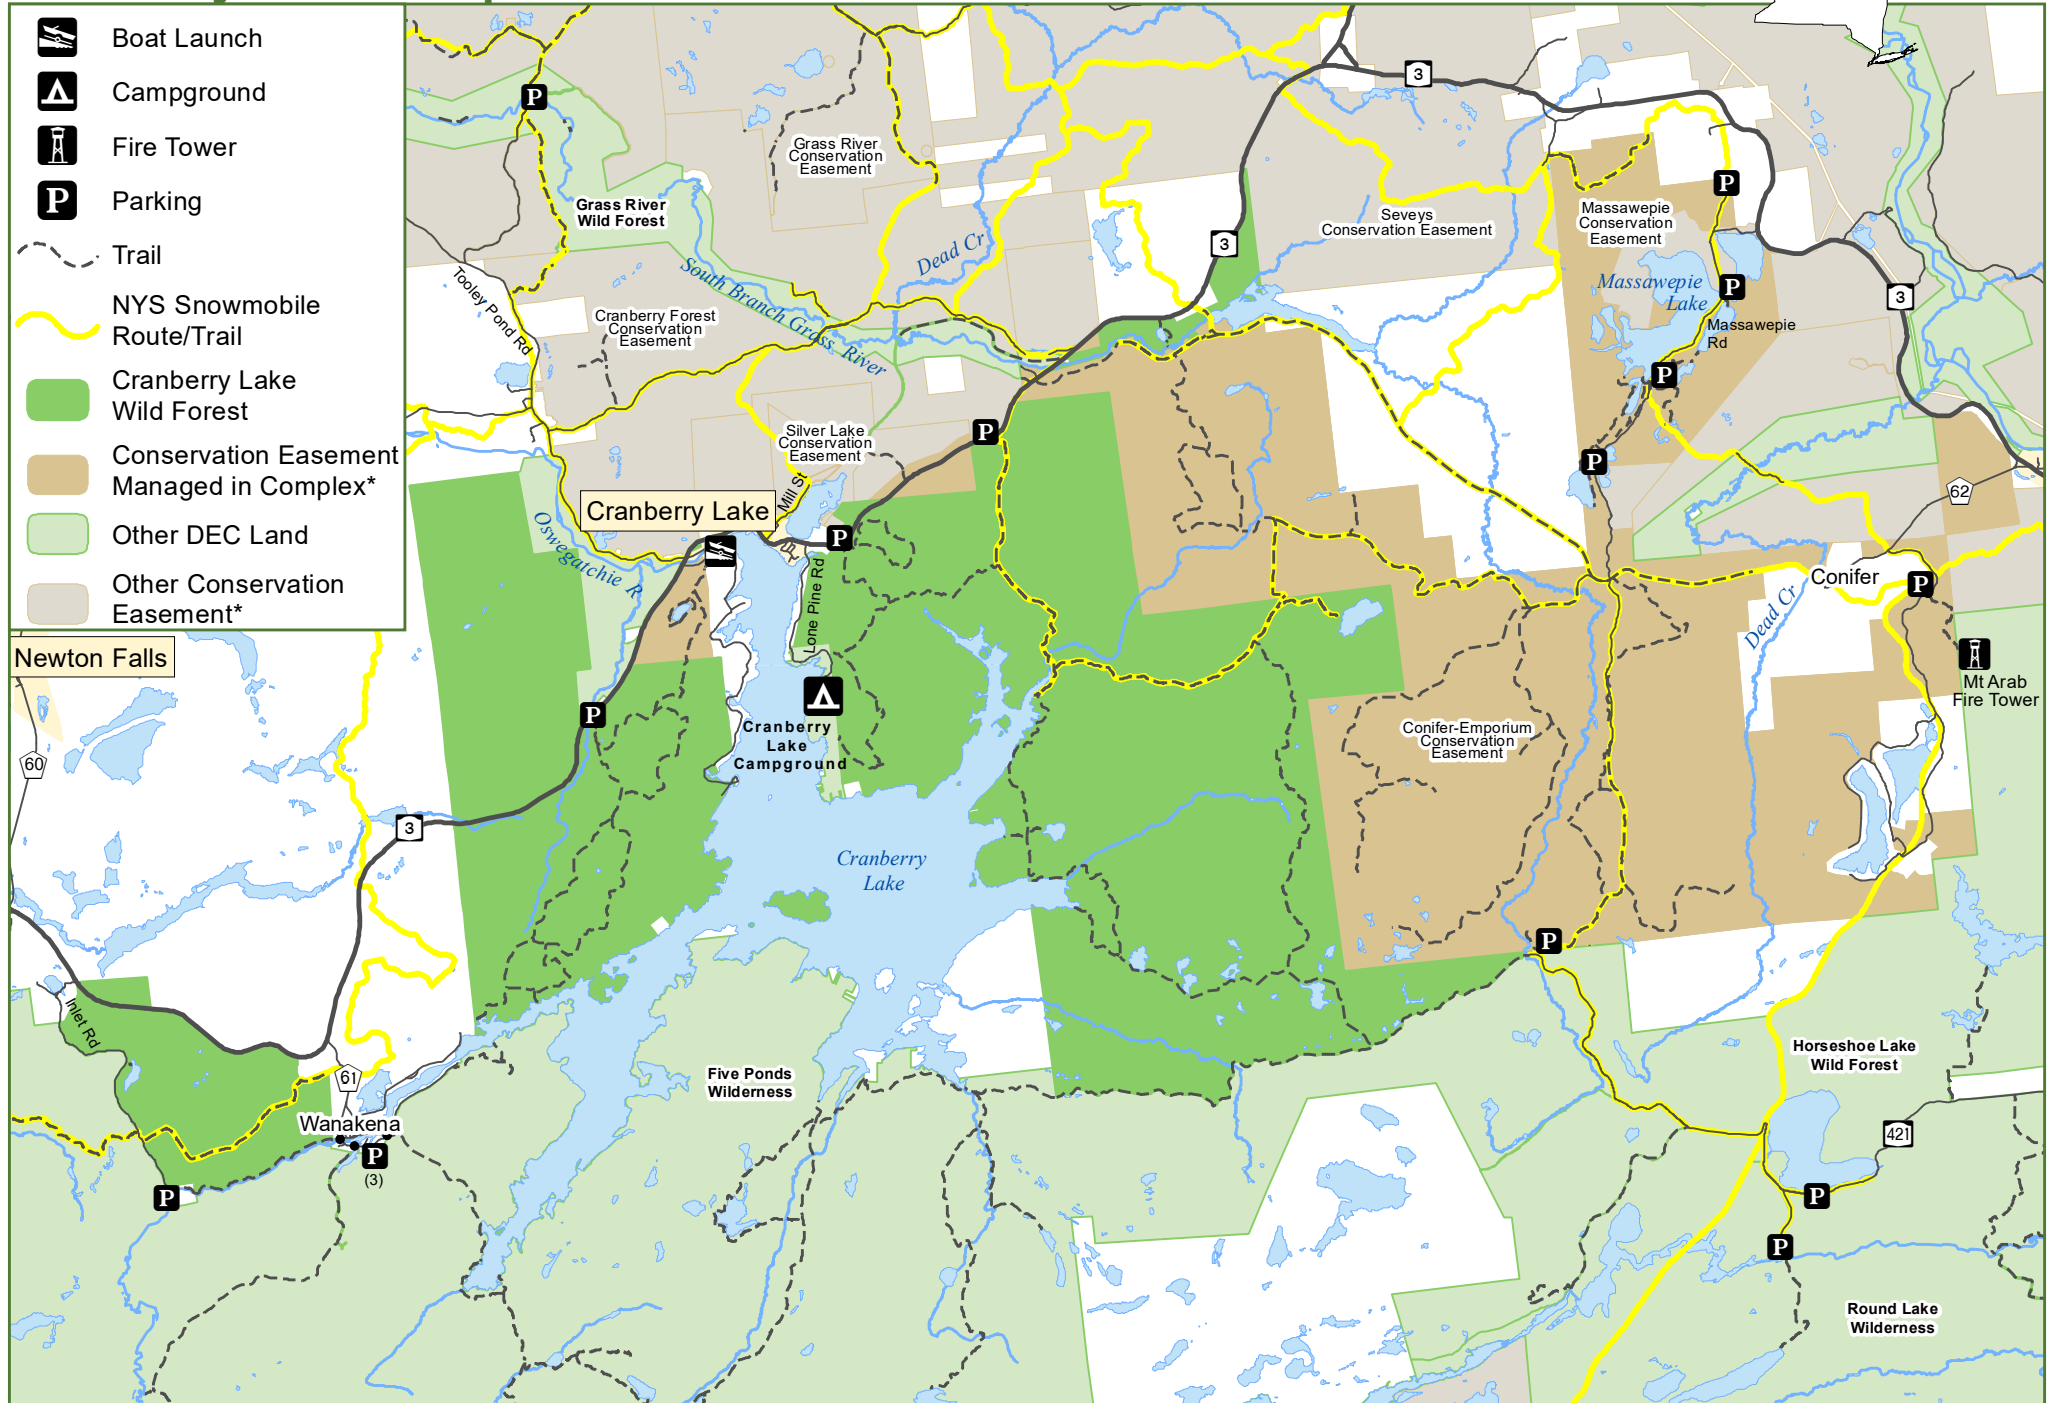 Boat Launch
Campground
Fire Tower
P
Parking
Trail
NYS Snowmobile
Route/Trail
Cranberry Lake
Wild Forest
Conservation Easement
Managed in Complex*
Other DEC Land
Other Conservation
Easement*
P
Grass River
Wild Forest
Grass River
Conservation
Easement
3
3
Seveys
Conservation Easement
Massawepie
Conservation
Easement
P
Dead Cr
South Branch Grass River
Tooley Pond Rd
Cranberry Forest
Conservation
Easement
Massawepie
Lake
P
Massawepie
Rd
3
P
P
Silver Lake
Conservation
Easement
P
Mill St
P
62
Cranberry Lake
Oswegatchie R
Lone Pine Rd
Conifer
P
Dead Cr
Mt Arab
Fire Tower
Newton Falls
60
P
Cranberry
Lake
Campground
Conifer-Emporium
Conservation
Easement
3
Cranberry
Lake
P
Inlet Rd
61
Wanakena
P
(3)
P
Five Ponds
Wilderness
Horseshoe Lake
Wild Forest
421
P
P
Round Lake
Wilderness